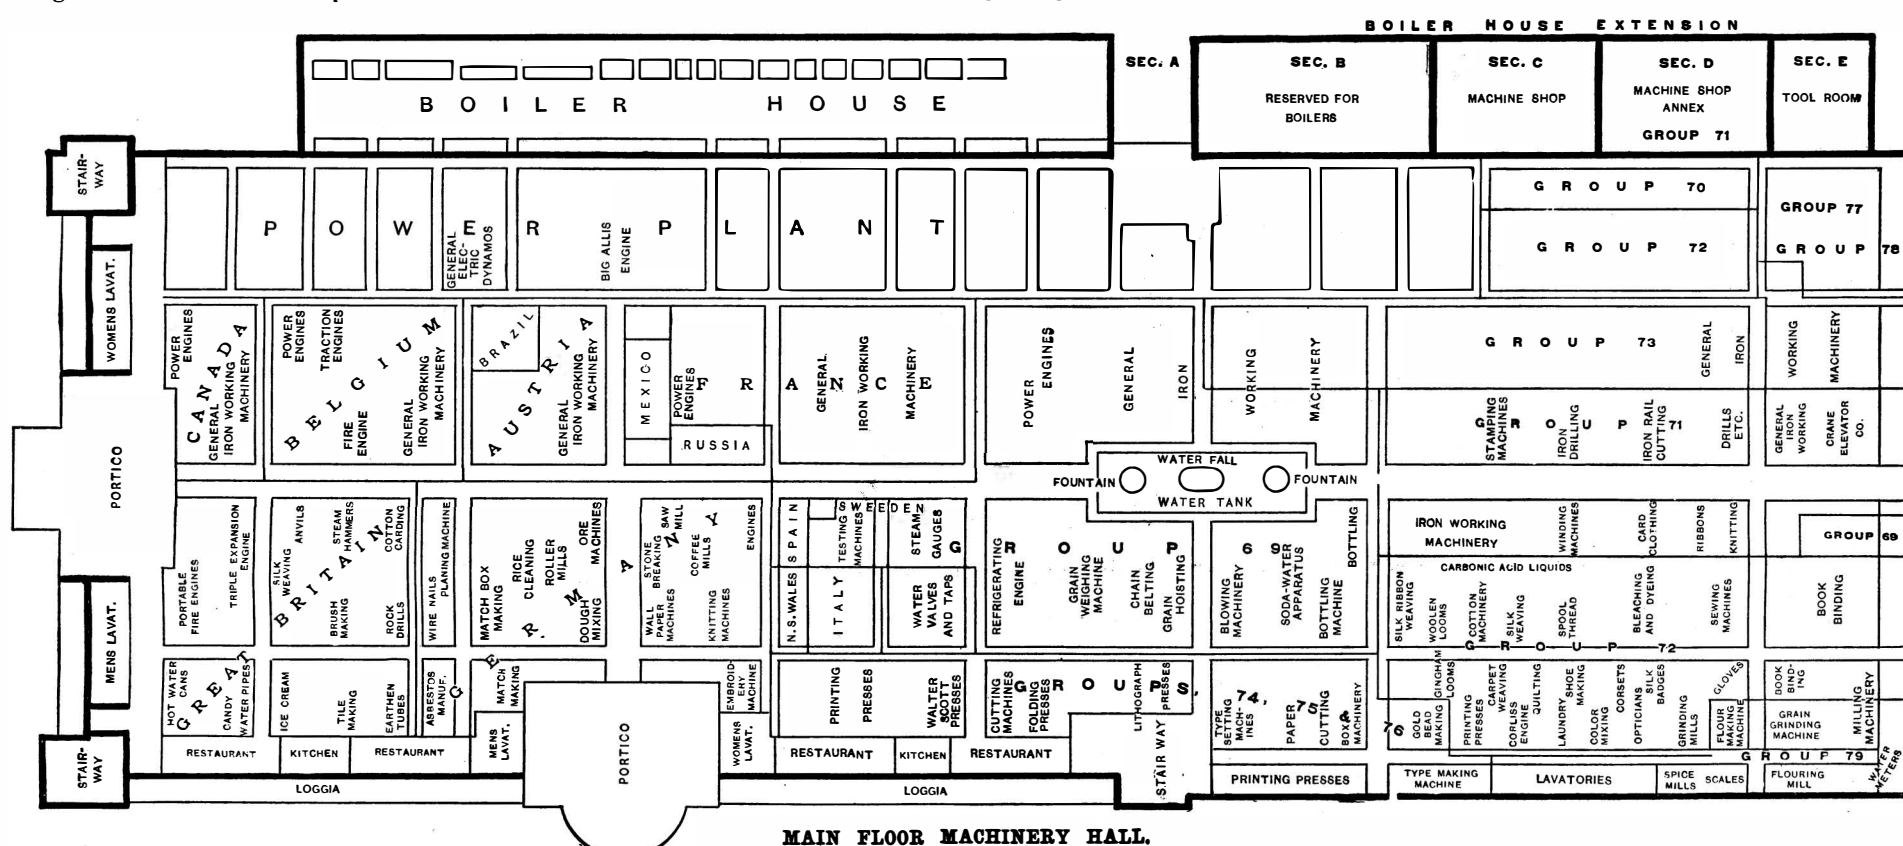 BOILER HOUSE EXTENSION
SEC. A
SEC. B
RESERVED FOR
BOILERS
SEC. C
MACHINE SHOP
SEC. D
MACHINE SHOP
ANNEX
GROUP 71
SEC. E
TOOL ROOM
BOILER HOUSE
STAIR-
WAY
POWER PLANT
GENERAL
ELEC-
TRIC
DYNAMOS
BIG ALLIS
ENGINE
GROUP 70
GROUP 72
GROUP 77
GROUP 78
WOMENS LAVAT.
POWER
ENGINES
CANADA
GENERAL
IRON WORKING
MACHINERY
POWER
ENGINES
TRACTION
ENGINES
BELGIUM
FIRE
ENGINE
GENERAL
IRON WORKING
MACHINERY
BRAZIL
AUSTRIA
GENERAL
IRON WORKING
MACHINERY
MEXICO
POWER
ENGINES
FRANCE
RUSSIA
GENERAL
IRON WORKING
MACHINERY
POWER
ENGINES
GENERAL
IRON
WORKING
MACHINERY
GROUP 73
GENERAL
IRON
WORKING
MACHINERY
STAMPING
MACHINES
GROUP 71
IRON
DRILLING
IRON RAIL
CUTTING
DRILLS
ETC.
GENERAL
IRON
WORKING
CRANE
ELEVATOR
CO.
PORTICO
WATER FALL
FOUNTAIN
FOUNTAIN
WATER TANK
PORTABLE
FIRE ENGINES
TRIPLE EXPANSION
ENGINE
SILK
WEAVING
ANVILS
STEAM
HAMMERS
COTTON
CARDING
GREAT BRITAIN
BRUSH
MAKING
ROCK
DRILLS
WIRE NAILS
PLANING MACHINE
MATCH BOX
MAKING
RICE
CLEANING
ROLLER
MILLS
ORE
MACHINES
DOUGH
MIXING
GERMANY
WALL
PAPER
MACHINES
STONE
BREAKING
SAW
MILL
COFFEE
MILLS
KNITTING
MACHINES
ENGINES
SPAIN
N.S.WALES
SWEEDEN
TESTING
MACHINES
ITALY
STEAM
GAUGES
WATER
VALVES
AND TAPS
GROUP 69
REFRIGERATING
ENGINE
GRAIN
WEIGHING
MACHINE
CHAIN
BELTING
GRAIN
HOISTING
BLOWING
MACHINERY
SODA-WATER
APPARATUS
BOTTLING
MACHINE
BOTTLING
IRON WORKING
MACHINERY
WINDING
MACHINES
CARD
CLOTHING
RIBBONS
KNITTING
GROUP 69
CARBONIC ACID LIQUIDS
SILK RIBBON
WEAVING
WOOLEN
LOOMS
COTTON
MACHINERY
SILK
WEAVING
SPOOL
THREAD
BLEACHING
AND DYEING
SEWING
MACHINES
BOOK
BINDING
GROUP 72
MENS LAVAT.
HOT WATER
CANS
CANDY
WATER PIPES
ICE CREAM
TILE
MAKING
EARTHEN
TUBES
ASBESTOS
MANUF.
MATCH
MAKING
EMBROID-
ERY
MACHINE
PRINTING
PRESSES
WALTER
SCOTT
PRESSES
CUTTING
MACHINES
FOLDING
PRESSES
GROUPS, 74, 75 & 76
LITHOGRAPH
PRESSES
TYPE
SETTING
MACH-
INES
PAPER
CUTTING
BOX
MACHINERY
GINGHAM
LOOMS
GOLD
BEAD
MAKING
PRINTING
PRESSES
CARPET
WEAVING
CORLISS
ENGINE
QUILTING
LAUNDRY
SHOE
MAKING
COLOR
MIXING
CORSETS
OPTICIANS
SILK
BADGES
GRINDING
MILLS
GLOVES
FLOUR
MAKING
MACHINE
BOOK
BIND-
ING
GRAIN
GRINDING
MACHINE
MILLING
MACHINERY
GROUP 79
WATER
METERS
STAIR-
WAY
RESTAURANT
KITCHEN
RESTAURANT
MENS
LAVAT.
PORTICO
WOMENS
LAVAT.
RESTAURANT
KITCHEN
RESTAURANT
STAIR WAY
PRINTING PRESSES
TYPE MAKING
MACHINE
LAVATORIES
SPICE
MILLS
SCALES
FLOURING
MILL
LOGGIA
LOGGIA
MAIN FLOOR MACHINERY HALL.